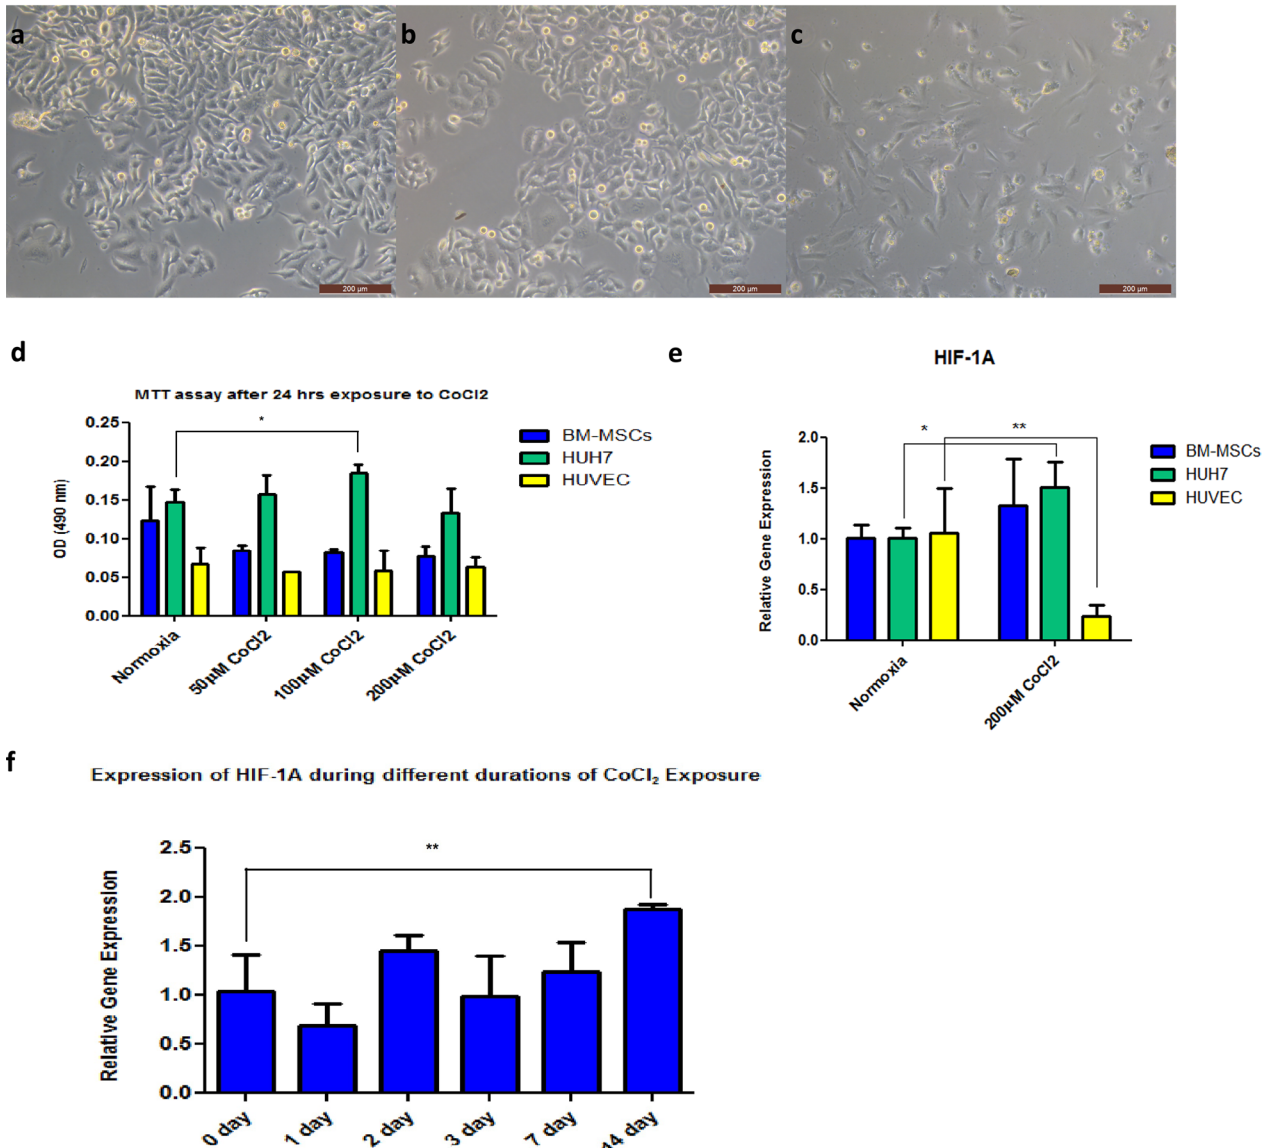 a
b
c
200 µm
200 µm
200 µm
d
e
HIF-1A
MTT assay after 24 hrs exposure to CoCl2
0.25
0.20
0.15
0.10
0.05
0.00
OD (490 nm)
*
BM-MSCs
HUH7
HUVEC
Normoxia
50µM CoCl2
100µM CoCl2
200µM CoCl2
2.0
1.5
1.0
0.5
0.0
Relative Gene Expression
*
**
BM-MSCs
HUH7
HUVEC
Normoxia
200µM CoCl2
f
Expression of HIF-1A during different durations of CoCl₂ Exposure
2.5
2.0
1.5
1.0
0.5
0.0
Relative Gene Expression
**
0 day
1 day
2 day
3 day
7 day
14 day